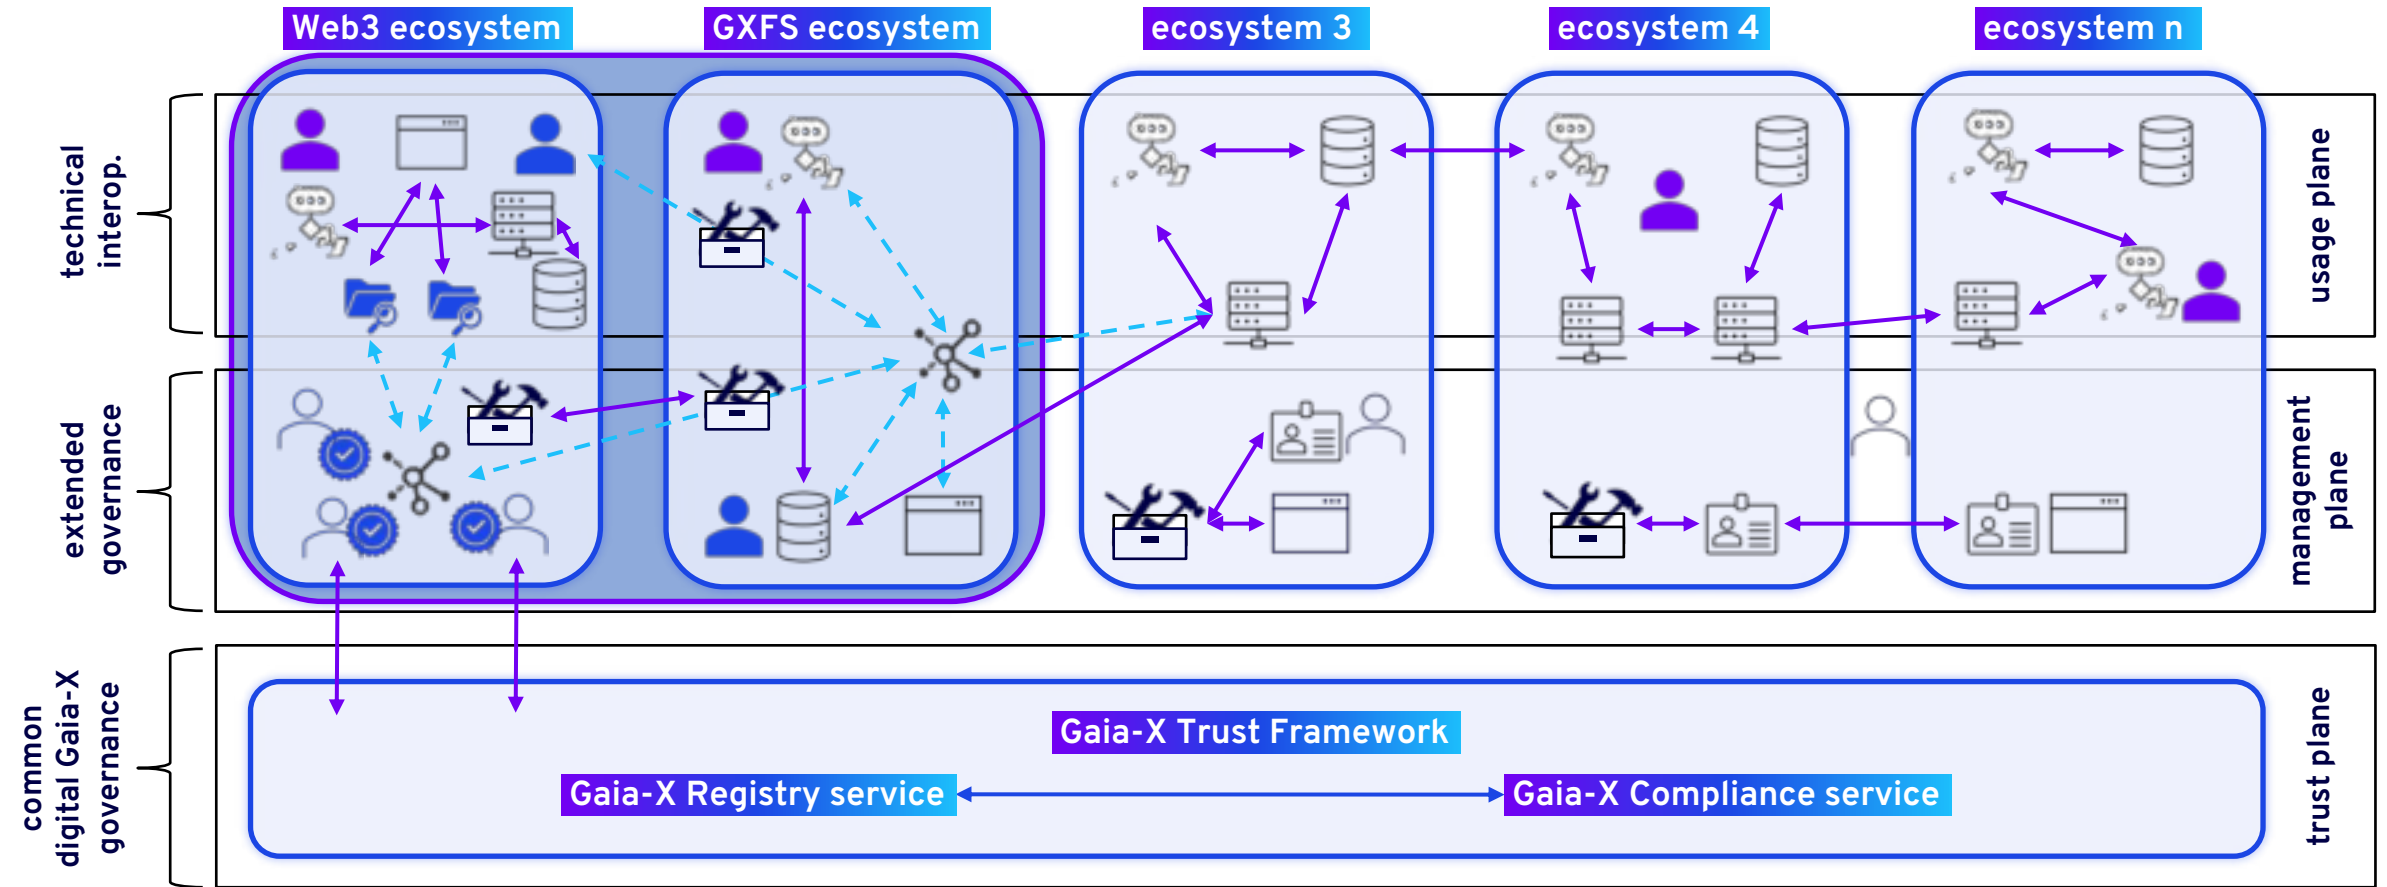 Web3 ecosystem
GXFS ecosystem
ecosystem 3
ecosystem 4
ecosystem n
technical
interop.
usage plane
extended
governance
management
plane
common
digital Gaia-X
governance
trust plane
Gaia-X Trust Framework
Gaia-X Registry service
Gaia-X Compliance service